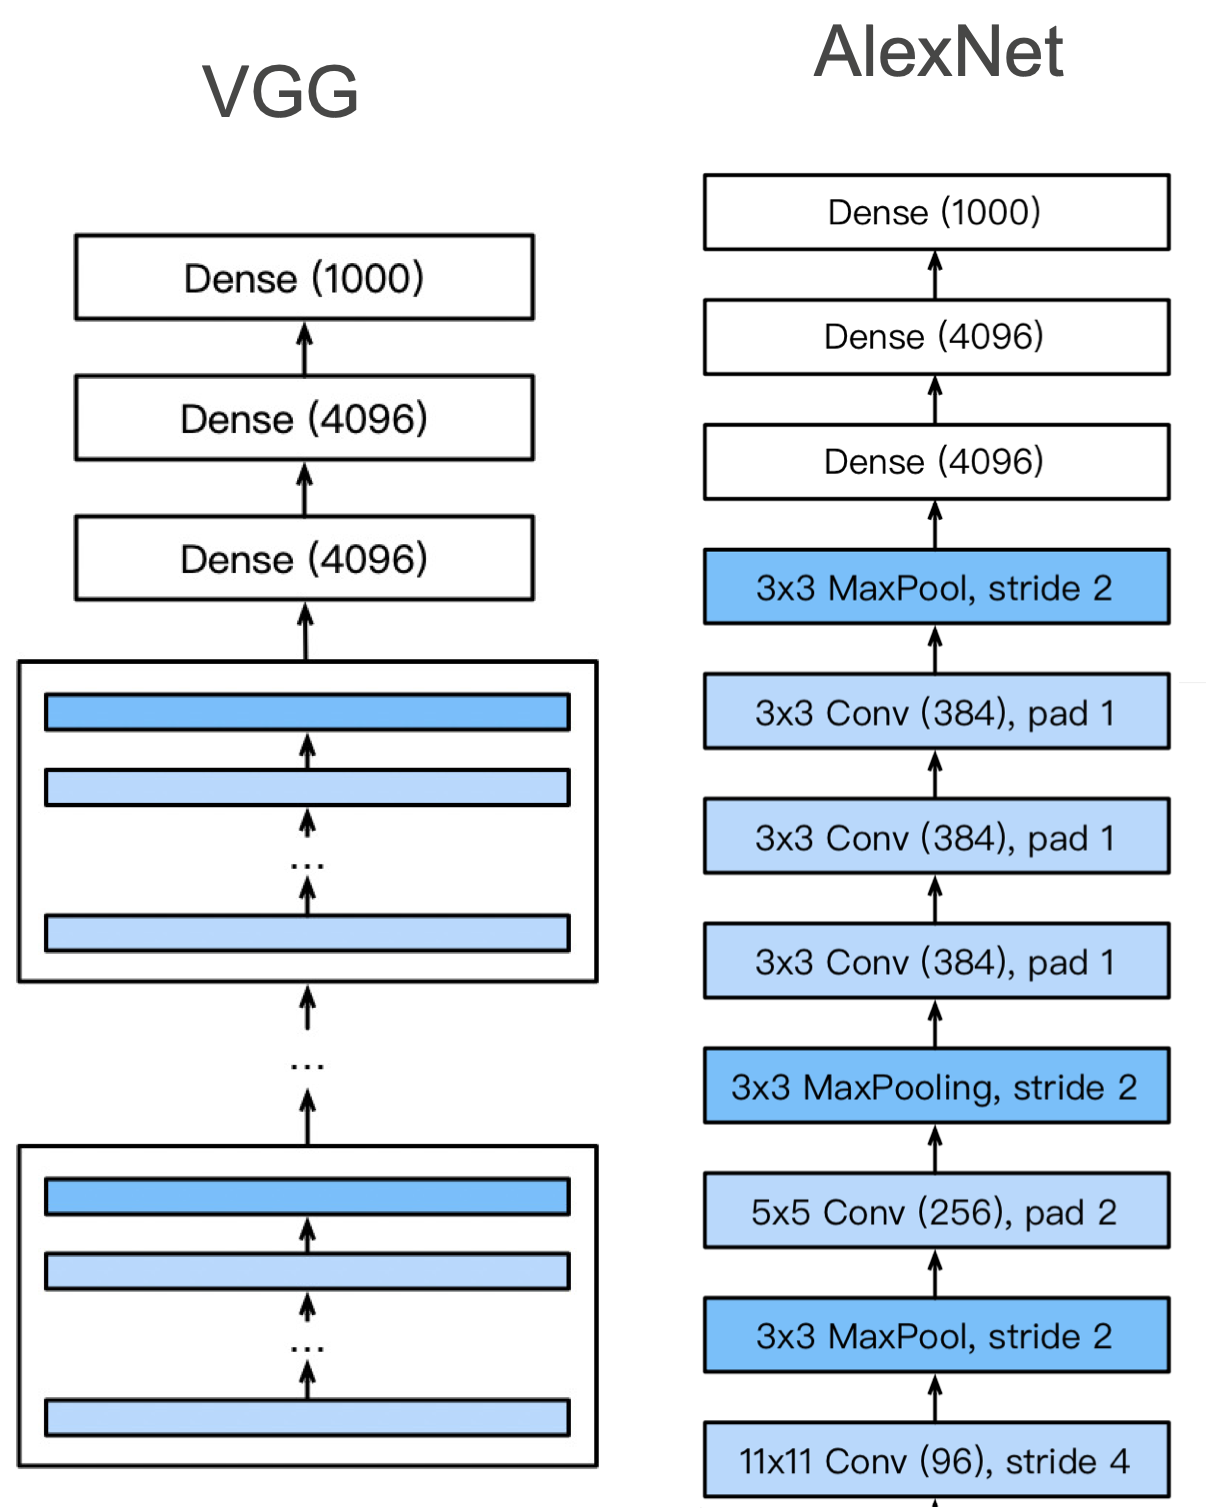 VGG
Dense (1000)
Dense (4096)
Dense (4096)
...
...
...
AlexNet
Dense (1000)
Dense (4096)
Dense (4096)
3x3 MaxPool, stride 2
3x3 Conv (384), pad 1
3x3 Conv (384), pad 1
3x3 Conv (384), pad 1
3x3 MaxPooling, stride 2
5x5 Conv (256), pad 2
3x3 MaxPool, stride 2
11x11 Conv (96), stride 4